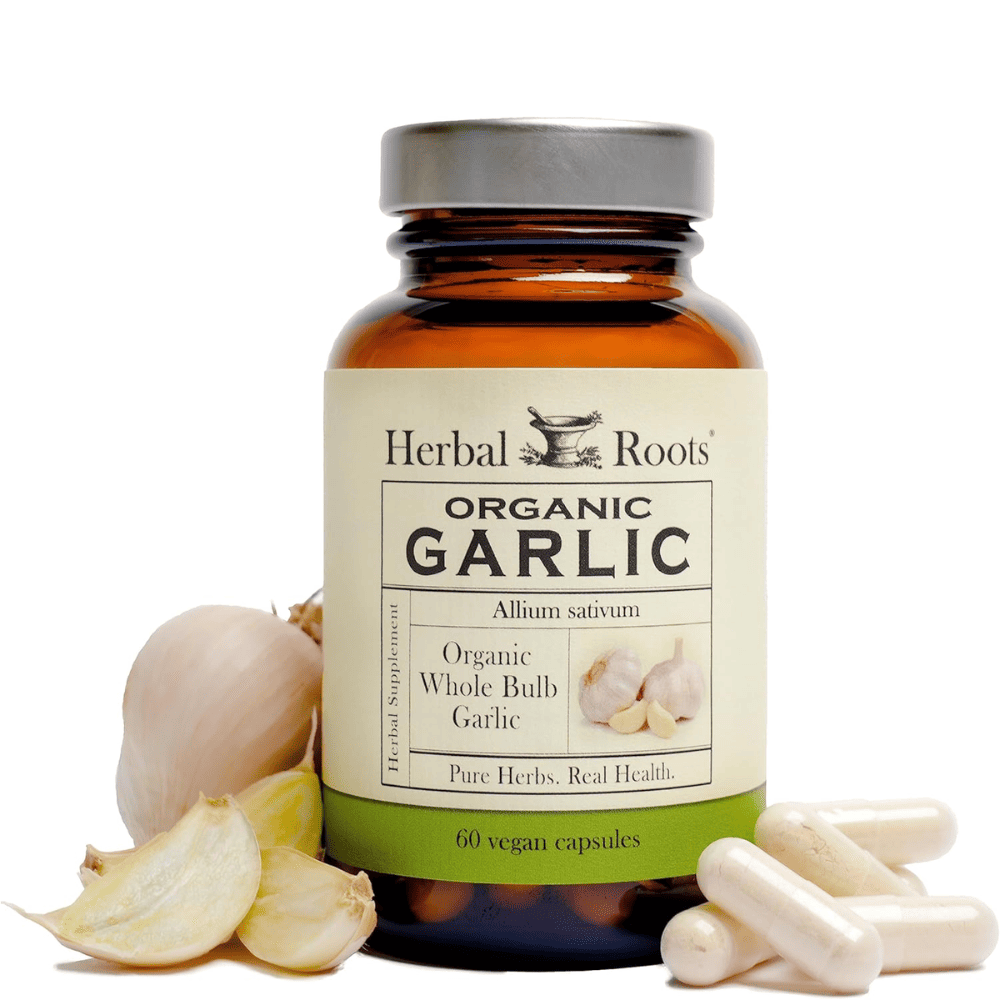 Herbal Roots®
ORGANIC
GARLIC
Allium sativum
Herbal Supplement
Organic
Whole Bulb
Garlic
Pure Herbs. Real Health.
60 vegan capsules